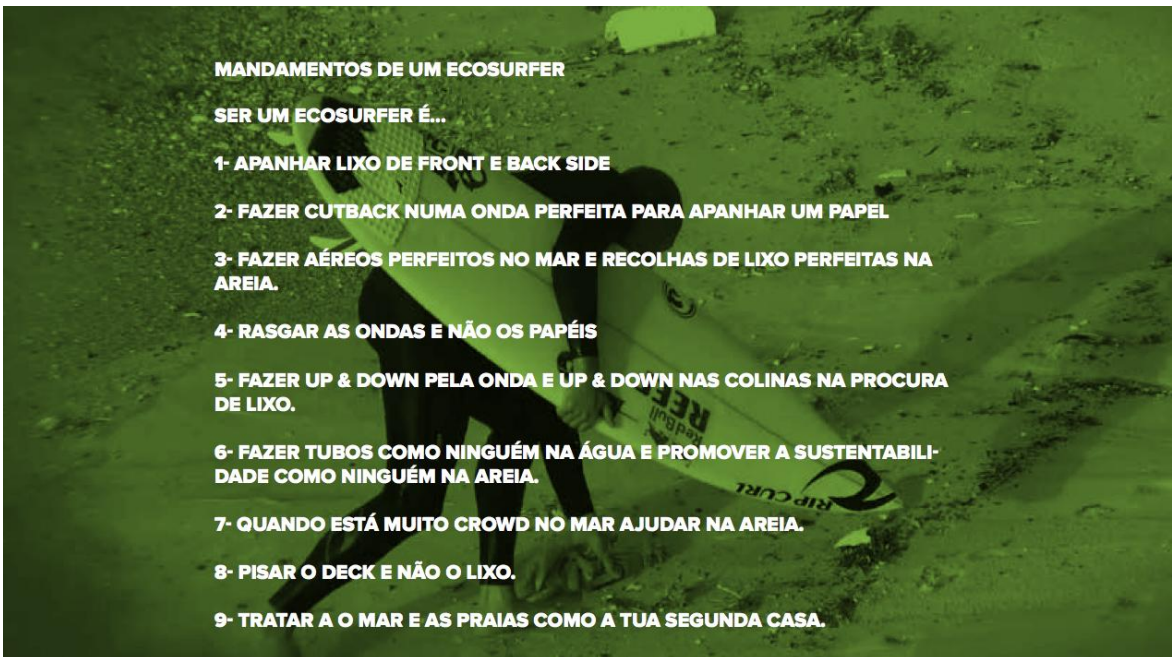 MANDAMENTOS DE UM ECOSURFER
SER UM ECOSURFER É...
1- APANHAR LIXO DE FRONT E BACK SIDE
2- FAZER CUTBACK NUMA ONDA PERFEITA PARA APANHAR UM PAPEL
3- FAZER AÉREOS PERFEITOS NO MAR E RECOLHAS DE LIXO PERFEITAS NA
AREIA.
4- RASGAR AS ONDAS E NÃO OS PAPÉIS
5- FAZER UP & DOWN PELA ONDA E UP & DOWN NAS COLINAS NA PROCURA
DE LIXO.
6- FAZER TUBOS COMO NINGUÉM NA ÁGUA E PROMOVER A SUSTENTABILI-
DADE COMO NINGUÉM NA AREIA.
7- QUANDO ESTÁ MUITO CROWD NO MAR AJUDAR NA AREIA.
8- PISAR O DECK E NÃO O LIXO.
9- TRATAR A O MAR E AS PRAIAS COMO A TUA SEGUNDA CASA.
REEF
RedBull
RIP CURL